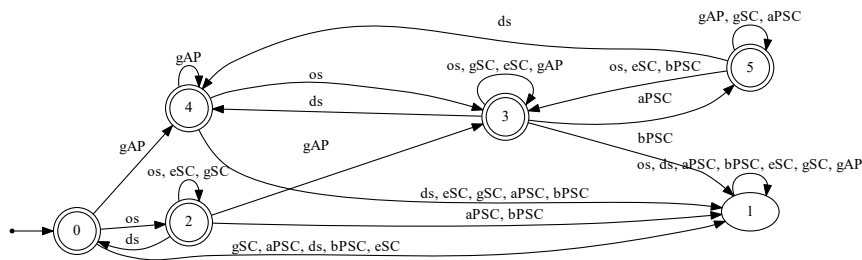 ds
gAP, gSC, aPSC
gAP
os, gSC, eSC, gAP
os, eSC, bPSC
5
os
4
ds
3
aPSC
gAP
gAP
bPSC
os, eSC, gSC
os, ds, aPSC, bPSC, eSC, gSC, gAP
ds, eSC, gSC, aPSC, bPSC
1
0
os
2
aPSC, bPSC
ds
gSC, aPSC, ds, bPSC, eSC